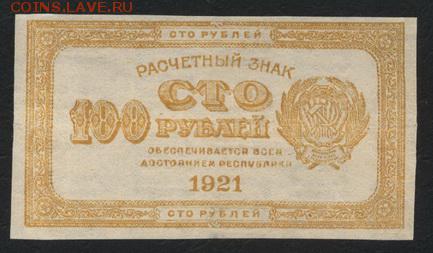 COINS.LAVE.RU
СТО РУБЛЕЙ
РАСЧЕТНЫЙ ЗНАК
СТО
100 РУБЛЕЙ
ОБЕСПЕЧИВАЕТСЯ ВСЕМ
ДОСТОЯНИЕМ РЕСПУБЛИКИ
1921
СТО РУБЛЕЙ